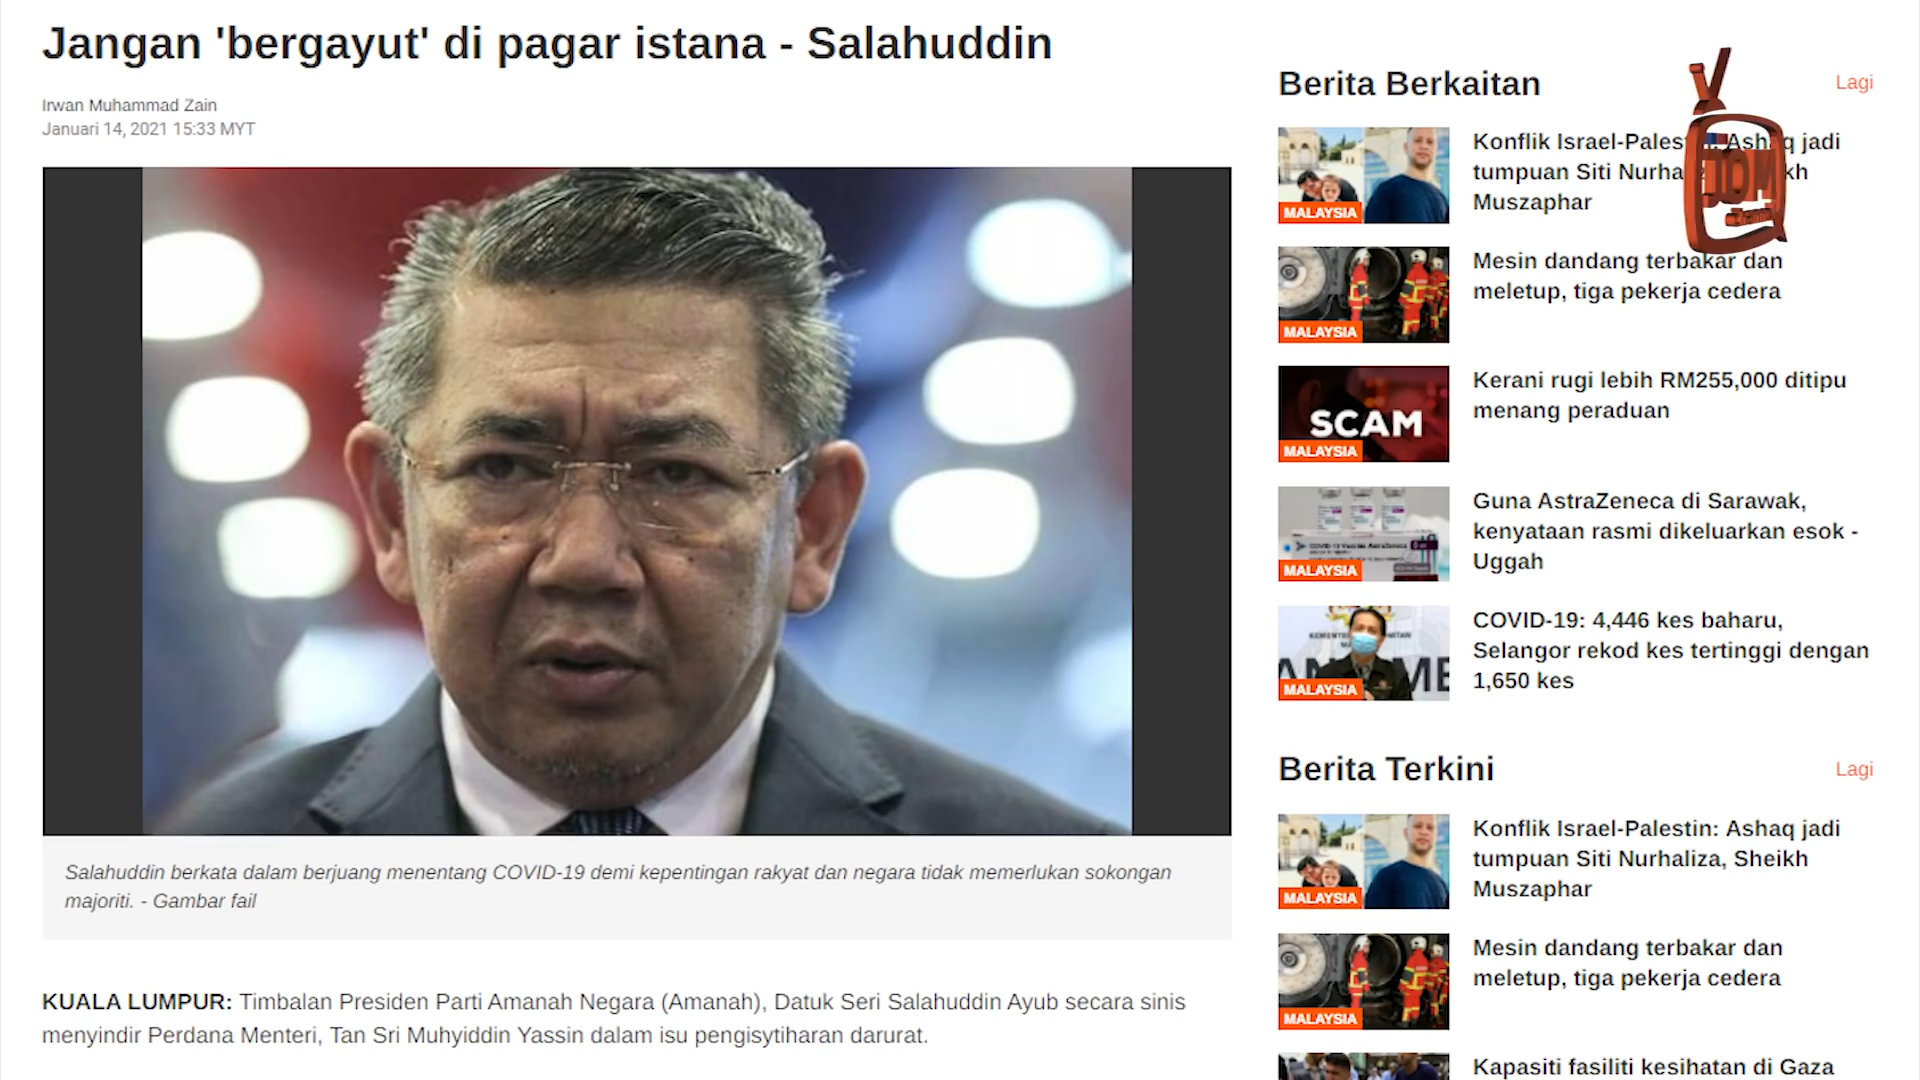 Jangan 'bergayut' di pagar istana - Salahuddin
Irwan Muhammad Zain
Januari 14, 2021 15:33 MYT
Salahuddin berkata dalam berjuang menentang COVID-19 demi kepentingan rakyat dan negara tidak memerlukan sokongan
majoriti. - Gambar fail
KUALA LUMPUR: Timbalan Presiden Parti Amanah Negara (Amanah), Datuk Seri Salahuddin Ayub secara sinis
menyindir Perdana Menteri, Tan Sri Muhyiddin Yassin dalam isu pengisytiharan darurat.
Berita Berkaitan
Lagi
MALAYSIA
Konflik jadi
tumpuan Siti
Muszaphar
MALAYSIA
Mesin dandang terbakar dan
meletup, tiga pekerja cedera
SCAM
MALAYSIA
Kerani rugi lebih RM255,000 ditipu
menang peraduan
MALAYSIA
Guna AstraZeneca di Sarawak,
kenyataan rasmi dikeluarkan esok -
Uggah
MALAYSIA
COVID-19: 4,446 kes baharu,
Selangor rekod kes tertinggi dengan
1,650 kes
Berita Terkini
Lagi
MALAYSIA
Konflik Israel-Palestin: Ashaq jadi
tumpuan Siti Nurhaliza, Sheikh
Muszaphar
MALAYSIA
Mesin dandang terbakar dan
meletup, tiga pekerja cedera
Kapasiti fasiliti kesihatan di Gaza